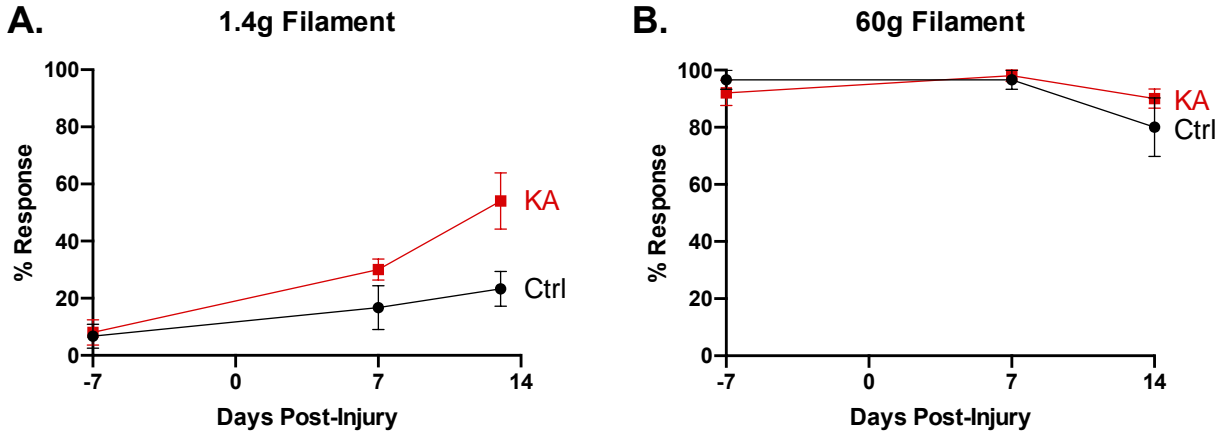 A.
1.4g Filament
100
80
60
40
20
0
% Response
KA
Ctrl
-7
0
7
14
Days Post-Injury
B.
60g Filament
100
80
60
40
20
0
% Response
KA
Ctrl
-7
0
7
14
Days Post-Injury